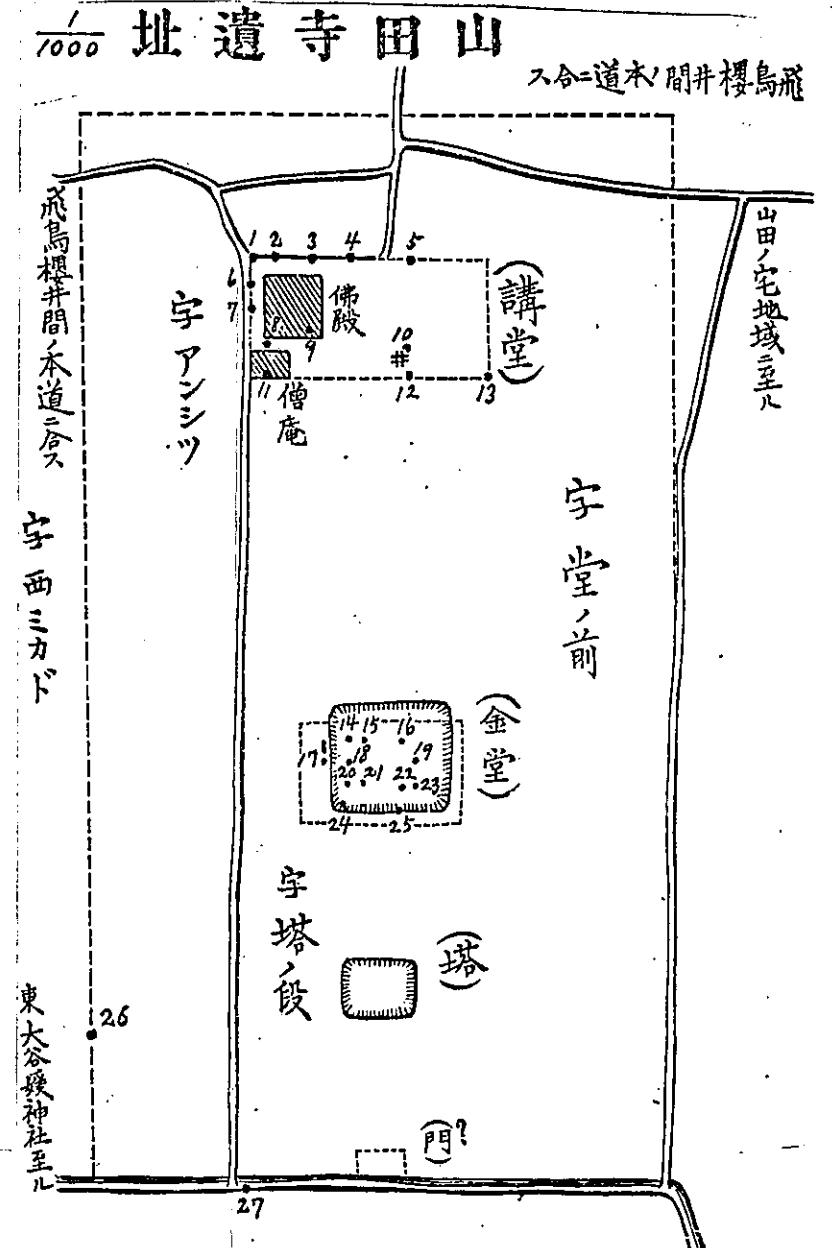 山田寺遺址
1/1000
飛鳥櫻井間ノ本道ニ合ス
飛鳥櫻井間ノ本道ニ合ス
山田ノ宅地域ニ至ル
字アンシツ
佛殿
僧庵
(講堂)
1
2
3
4
5
6
7
8
9
10
井
11
12
13
字西ミカド
字堂ノ前
(金堂)
14
15
16
17
18
19
20
21
22
23
24
25
字塔ノ段
(塔)
26
東大谷媛神社至ル
(門)?
27